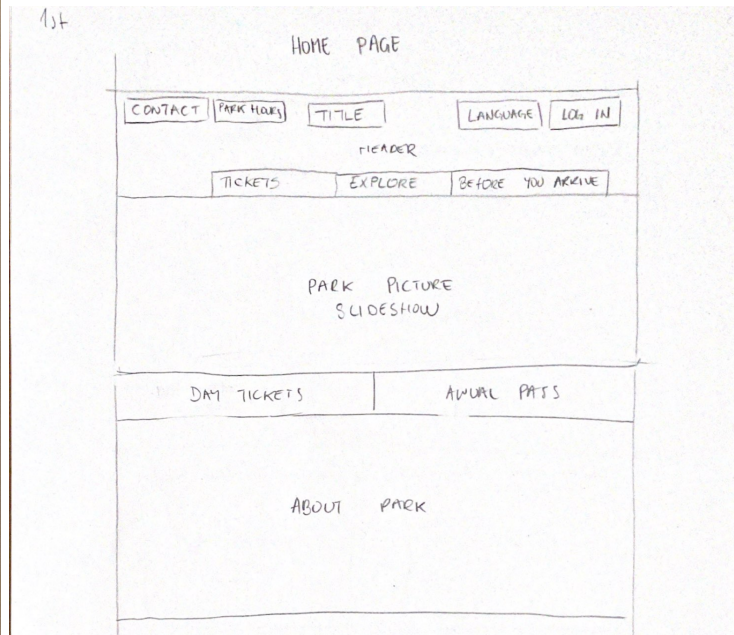 1st
HOME PAGE
CONTACT PARK HOURS TITLE LANGUAGE LOG IN
HEADER
TICKETS EXPLORE BEFORE YOU ARRIVE
PARK PICTURE
SLIDESHOW
DAY TICKETS ANUAL PASS
ABOUT PARK